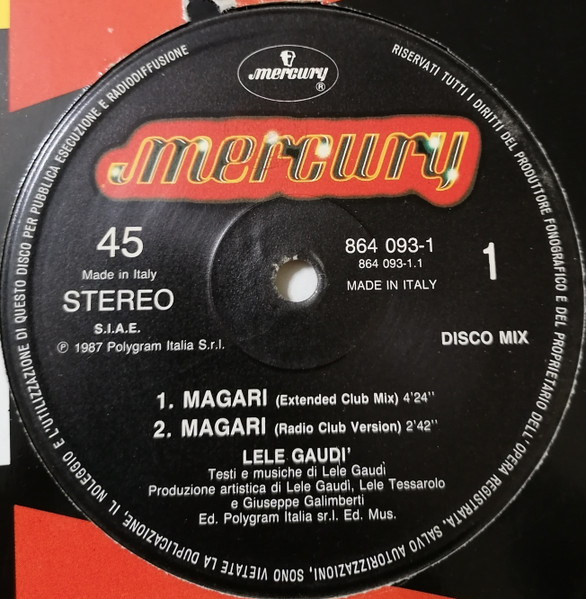 RISERVATI TUTTI I DIRITTI DEL PRODUTTORE FONOGRAFICO E DEL PROPRIETARIO DELL'OPERA REGISTRATA. SALVO AUTORIZZAZIONI, SONO VIETATE LA DUPLICAZIONE, IL NOLEGGIO E L'UTILIZZAZIONE DI QUESTO DISCO PER PUBBLICA ESECUZIONE E RADIODIFFUSIONE
mercury
®
mercury
45
Made in Italy
STEREO
S.I.A.E.
℗ 1987 Polygram Italia S.r.l.
864 093-1
864 093-1.1
MADE IN ITALY
1
DISCO MIX
1. MAGARI (Extended Club Mix) 4'24''
2. MAGARI (Radio Club Version) 2'42''
LELE GAUDI'
Testi e musiche di Lele Gaudì
Produzione artistica di Lele Gaudì, Lele Tessarolo
e Giuseppe Galimberti
Ed. Polygram Italia sr.l. Ed. Mus.